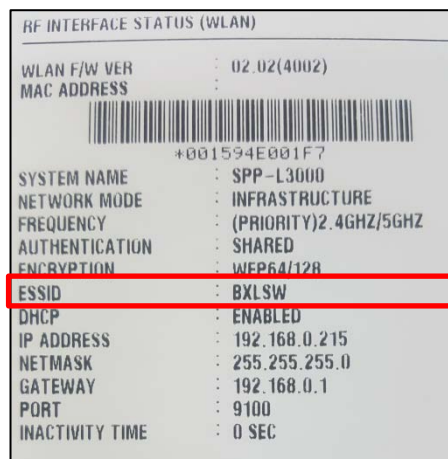 RF INTERFACE STATUS (WLAN)
WLAN F/W VER : 02.02(4002)
MAC ADDRESS :
*001594E001F7
SYSTEM NAME : SPP-L3000
NETWORK MODE : INFRASTRUCTURE
FREQUENCY : (PRIORITY)2.4GHZ/5GHZ
AUTHENTICATION : SHARED
ENCRYPTION : WEP64/128
ESSID : BXLSW
DHCP : ENABLED
IP ADDRESS : 192.168.0.215
NETMASK : 255.255.255.0
GATEWAY : 192.168.0.1
PORT : 9100
INACTIVITY TIME : 0 SEC